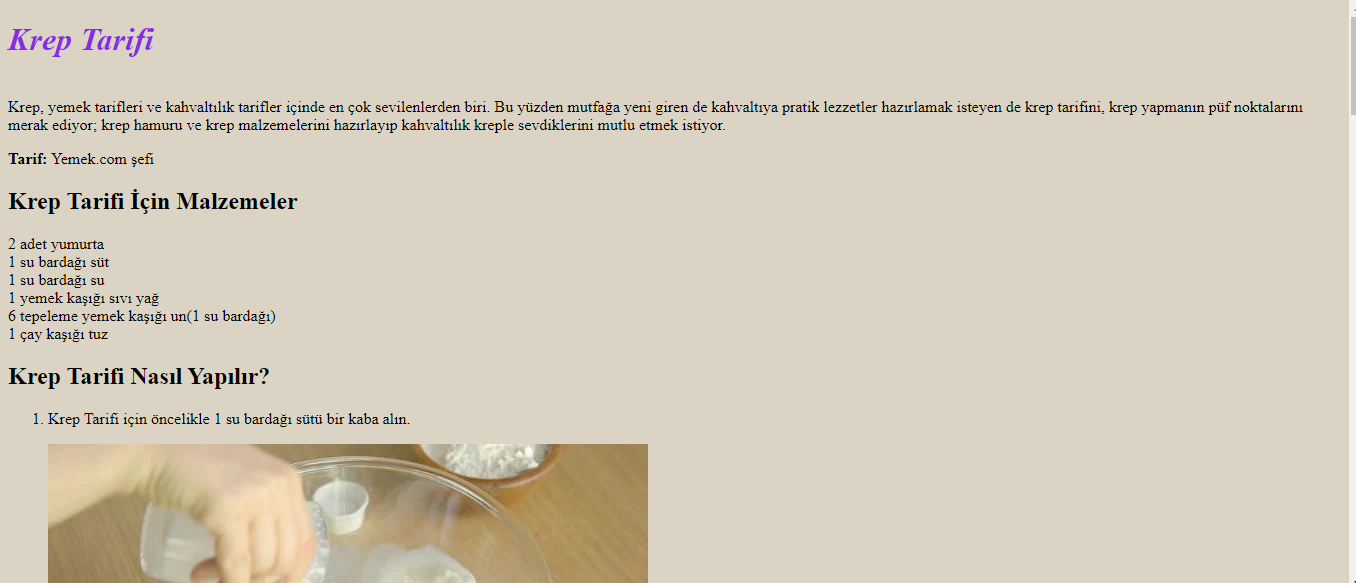 Krep Tarifi
Krep, yemek tarifleri ve kahvaltılık tarifler içinde en çok sevilenlerden biri. Bu yüzden mutfağa yeni giren de kahvaltıya pratik lezzetler hazırlamak isteyen de krep tarifini, krep yapmanın püf noktalarını
merak ediyor; krep hamuru ve krep malzemelerini hazırlayıp kahvaltılık kreple sevdiklerini mutlu etmek istiyor.
Tarif: Yemek.com şefi
Krep Tarifi İçin Malzemeler
2 adet yumurta
1 su bardağı süt
1 su bardağı su
1 yemek kaşığı sıvı yağ
6 tepeleme yemek kaşığı un(1 su bardağı)
1 çay kaşığı tuz
Krep Tarifi Nasıl Yapılır?
1. Krep Tarifi için öncelikle 1 su bardağı sütü bir kaba alın.